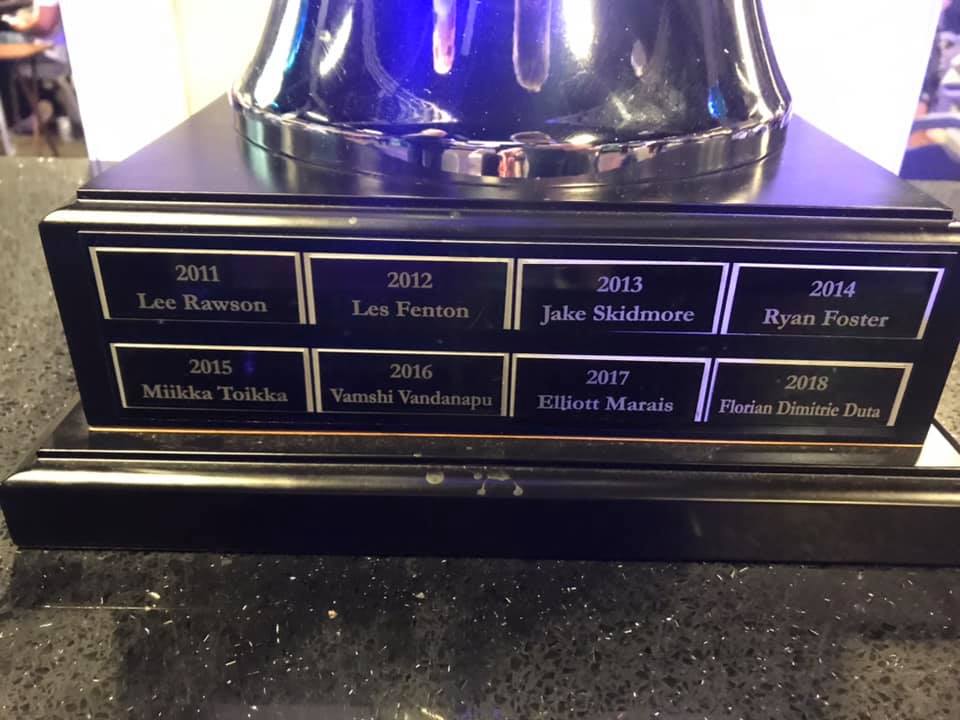 2011
Lee Rawson
2012
Les Fenton
2013
Jake Skidmore
2014
Ryan Foster
2015
Miikka Toikka
2016
Vamshi Vandanapu
2017
Elliott Marais
2018
Florian Dimitrie Duta